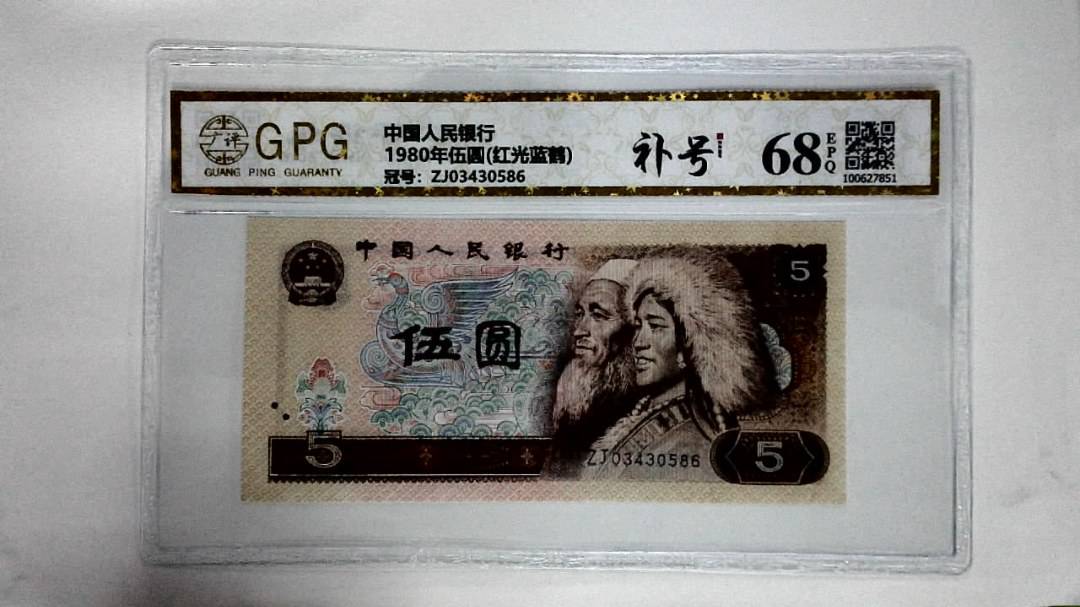 广评
GPG
GUANG PING GUARANTY
中国人民银行
1980年伍圆(红光蓝鹤)
冠号：ZJ03430586
补号
68
EPQ
100627851
中国人民银行
5
伍圆
5
ZJ03430586
5